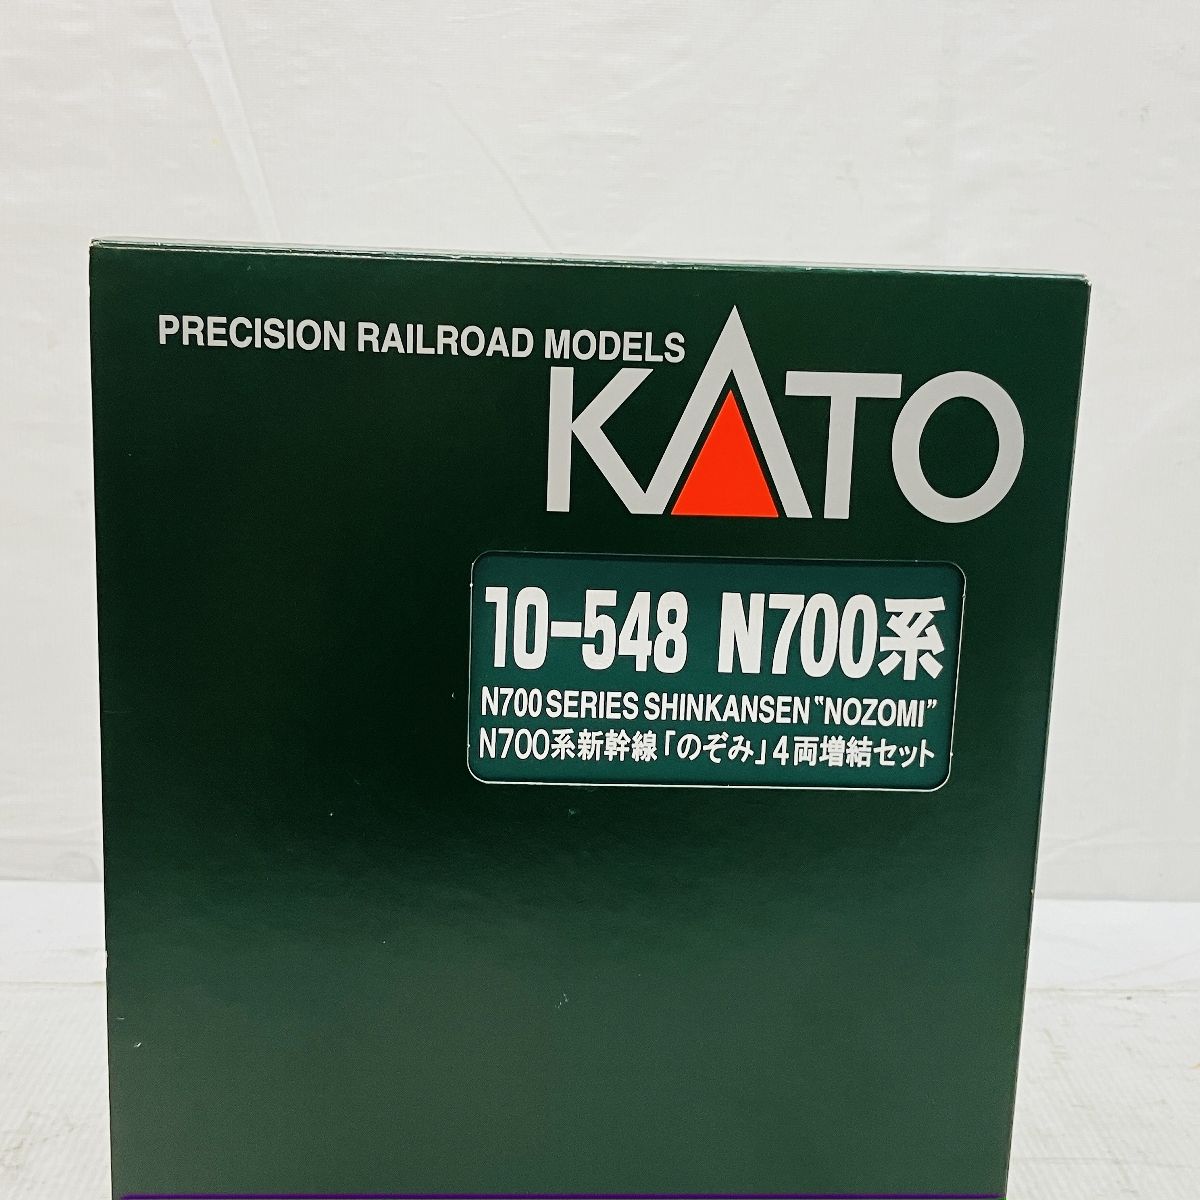 PRECISION RAILROAD MODELS
KATO
10-548 N700系
N700 SERIES SHINKANSEN "NOZOMI"
N700系新幹線「のぞみ」4両増結セット